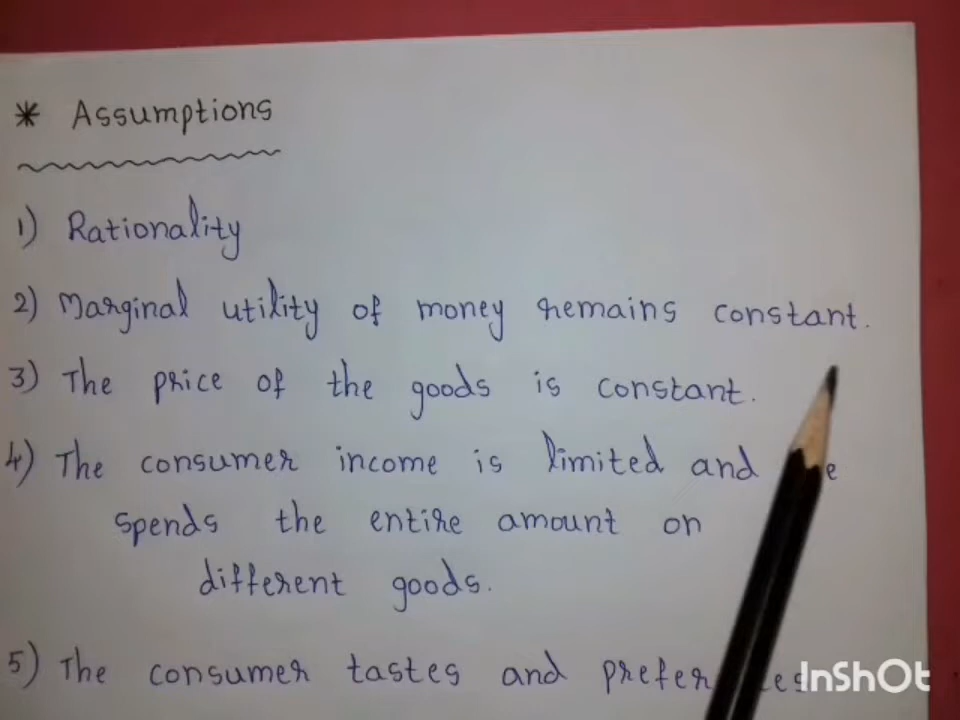 * Assumptions
1) Rationality
2) Marginal utility of money remains constant.
3) The price of the goods is constant.
4) The consumer income is limited and
spends the entire amount on
different goods.
5) The consumer tastes and
InShOt